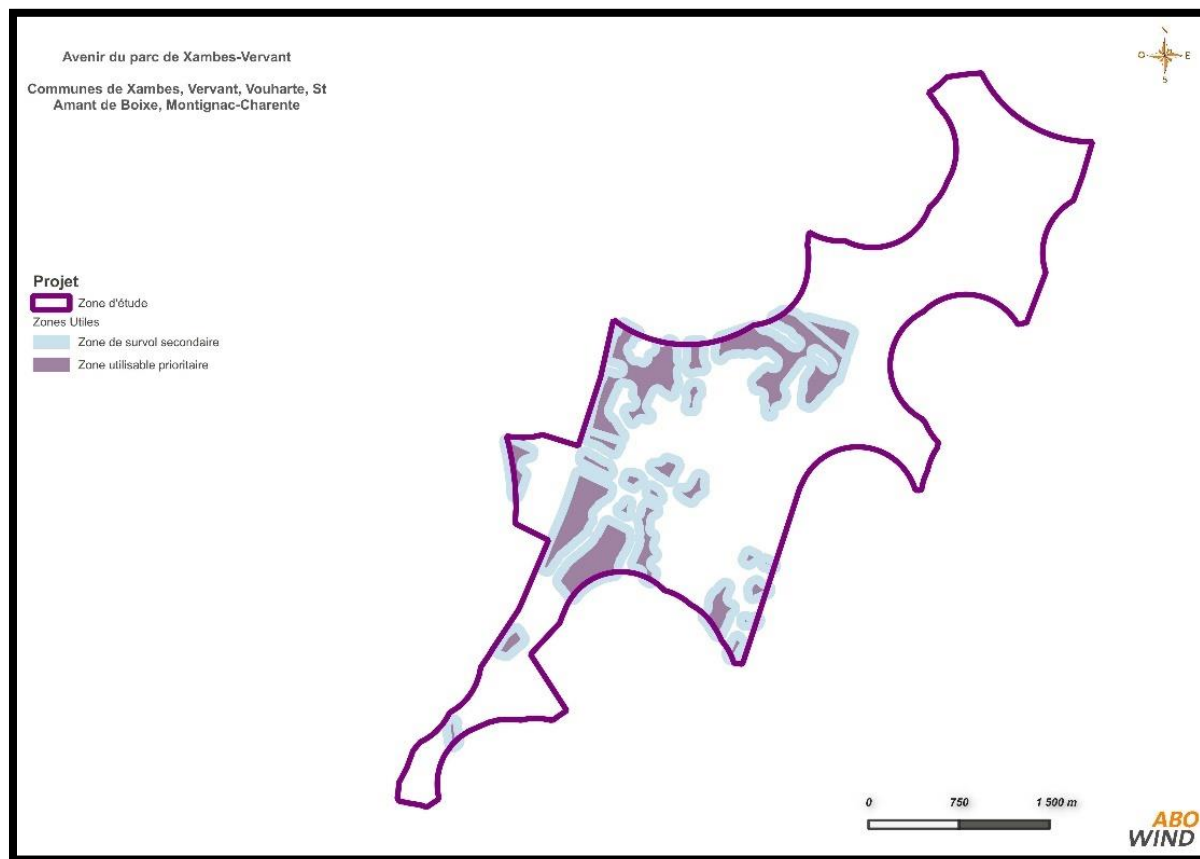 Avenir du parc de Xambes-Vervant
Communes de Xambes, Vervant, Vouharte, St
Amant de Boixe, Montignac-Charente
N
O
E
S
Projet
Zone d'étude
Zones Utiles
Zone de survol secondaire
Zone utilisable prioritaire
0 750 1 500 m
ABO
WIND